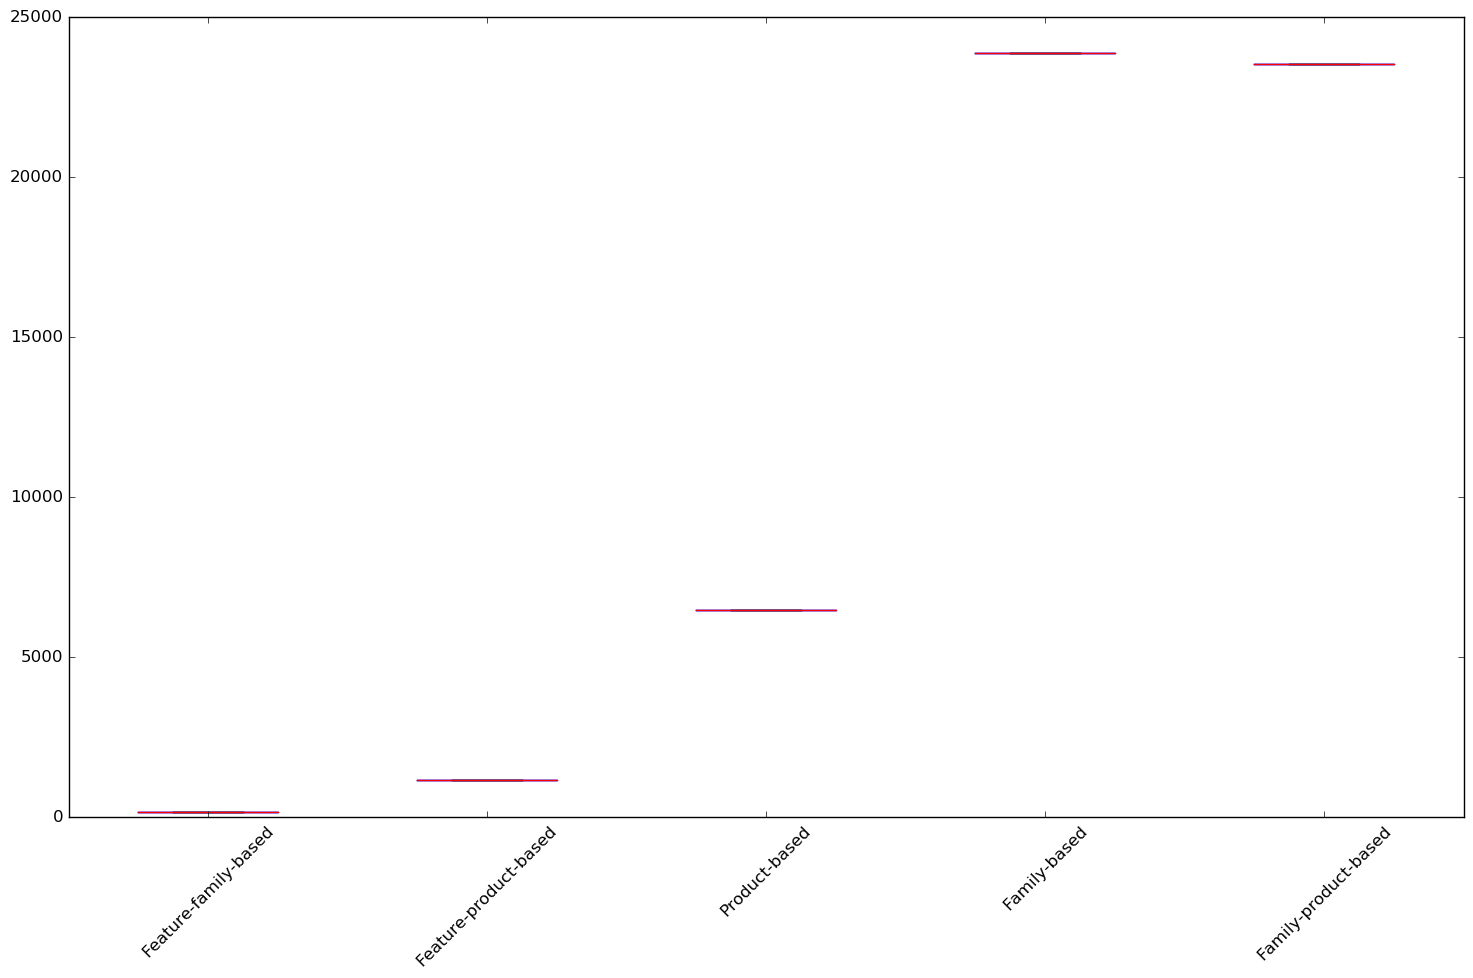 25000
20000
15000
10000
5000
0
Feature-family-based
Feature-product-based
Product-based
Family-based
Family-product-based